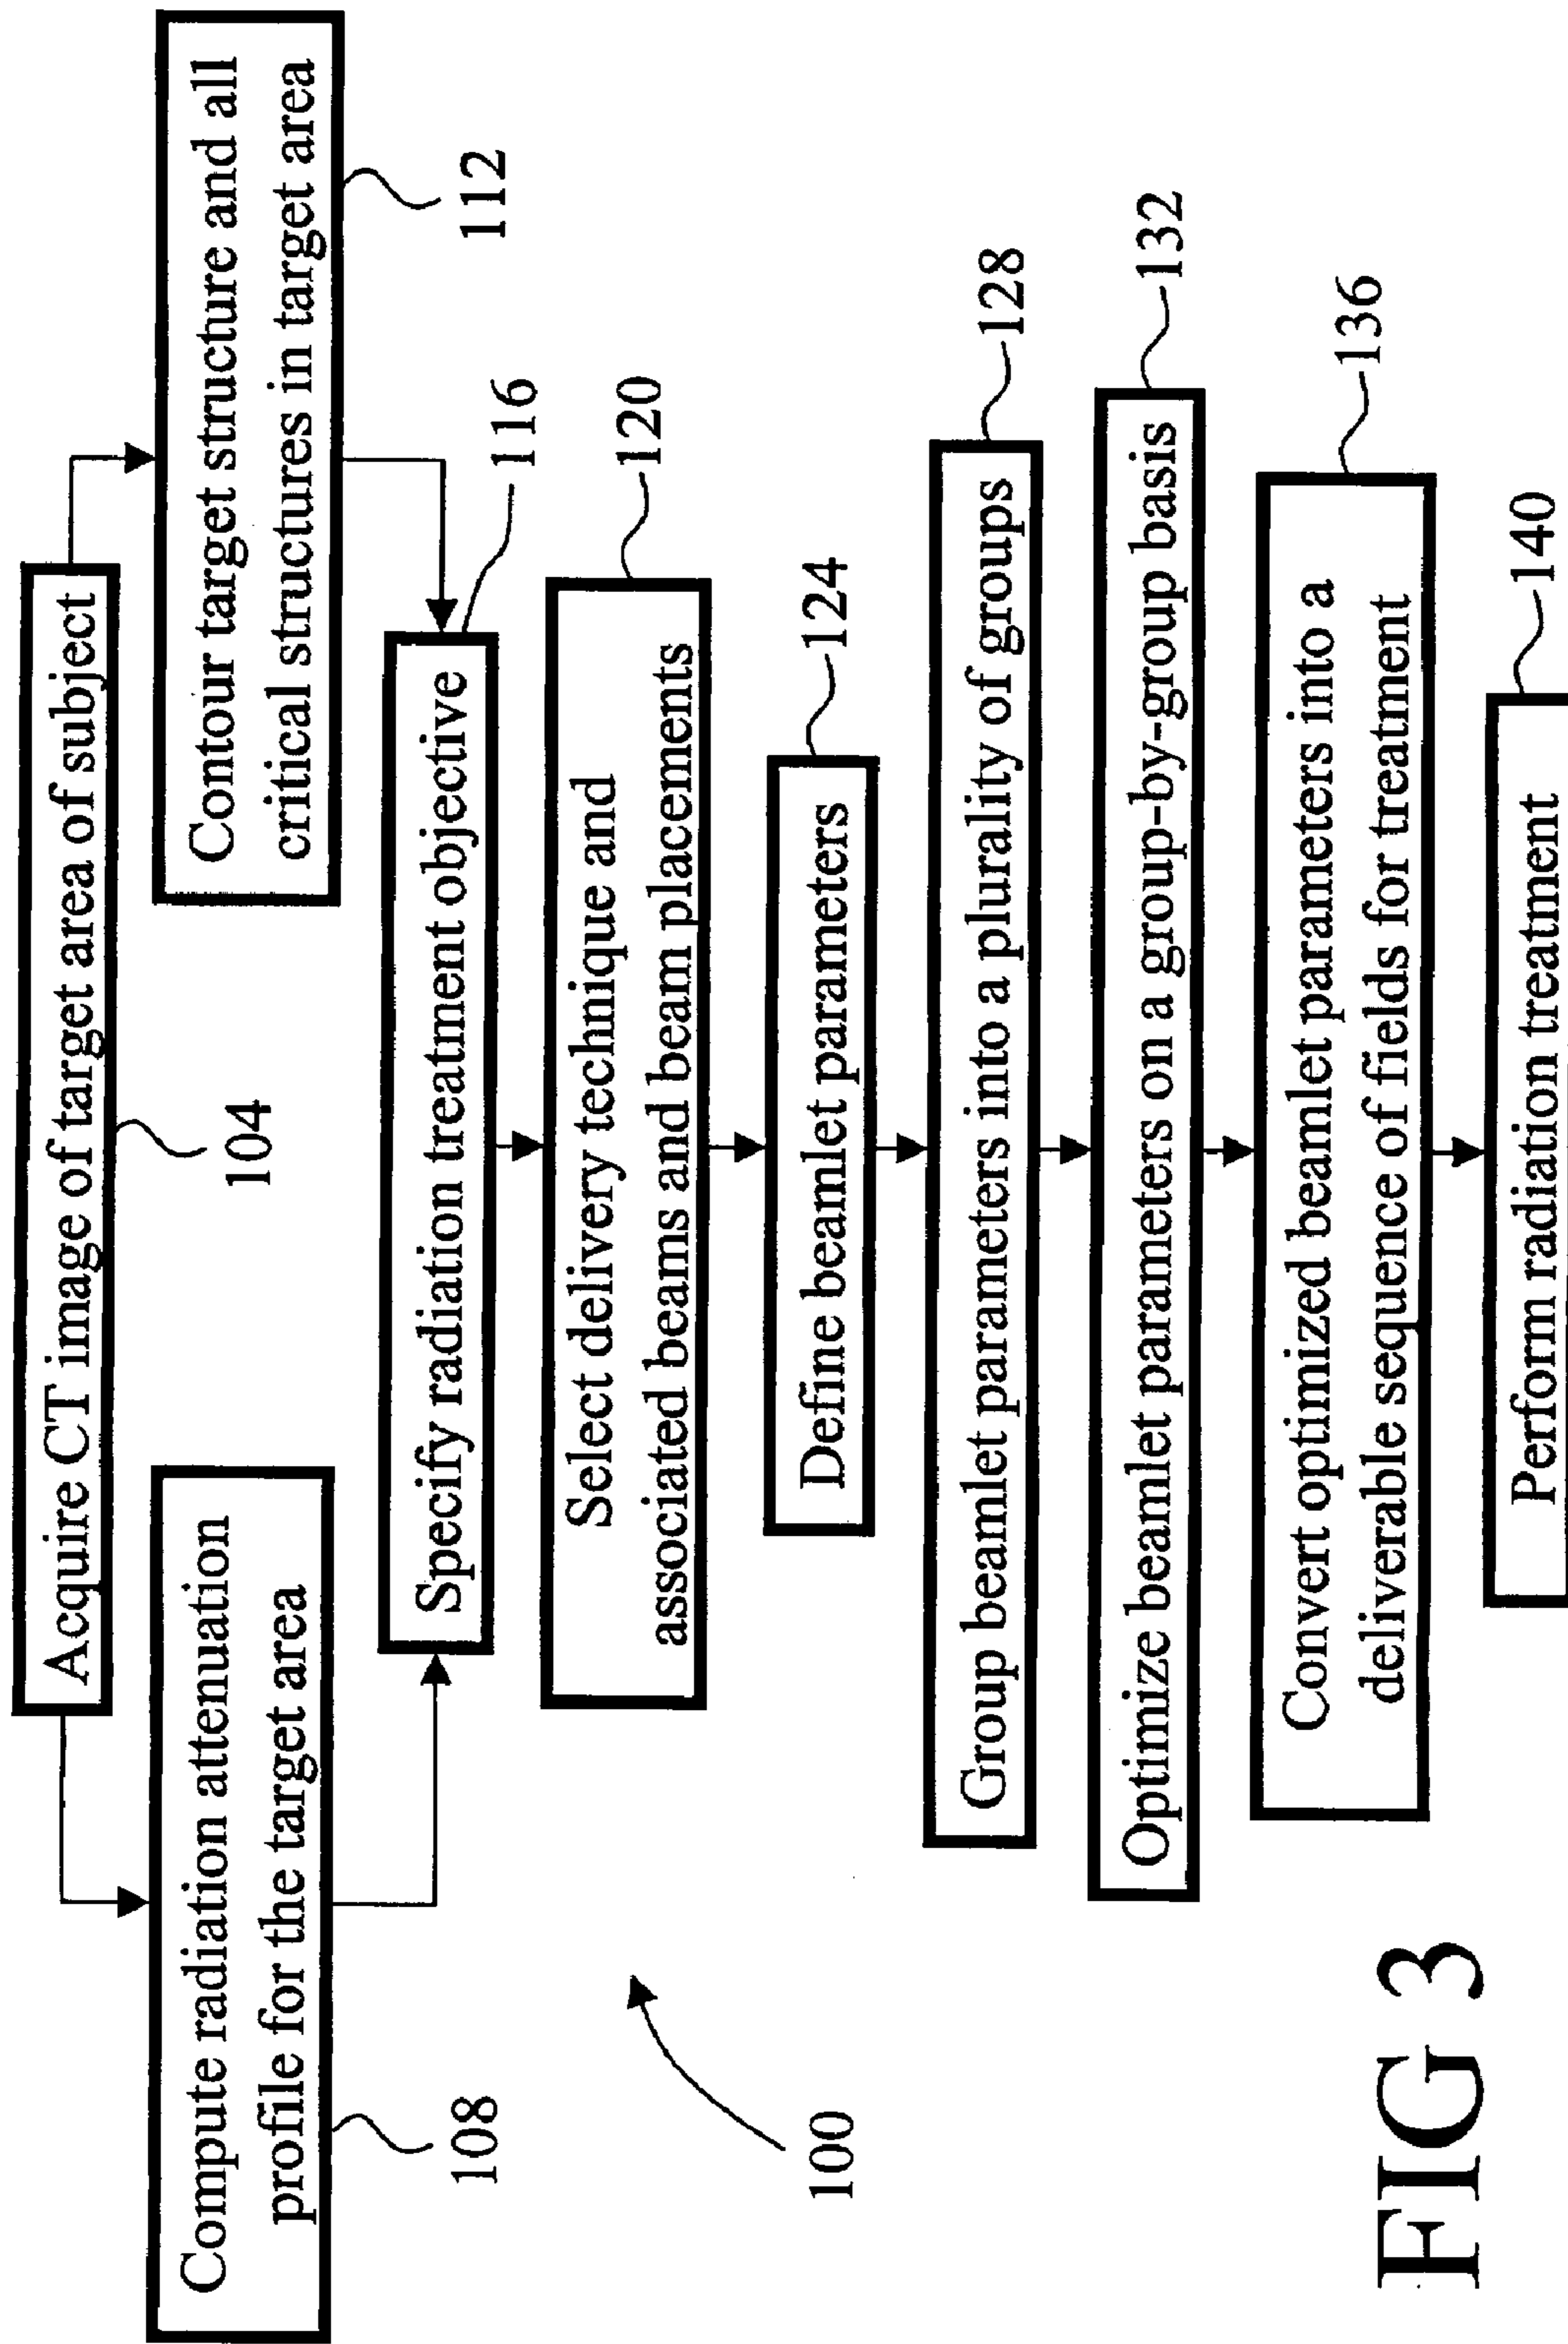 Acquire CT image of target area of subject
104
Compute radiation attenuation
profile for the target area
108
Contour target structure and all
critical structures in target area
112
Specify radiation treatment objective
116
Select delivery technique and
associated beams and beam placements
120
Define beamlet parameters
124
Group beamlet parameters into a plurality of groups
128
Optimize beamlet parameters on a group-by-group basis
132
Convert optimized beamlet parameters into a
deliverable sequence of fields for treatment
136
Perform radiation treatment
140
100
FIG 3